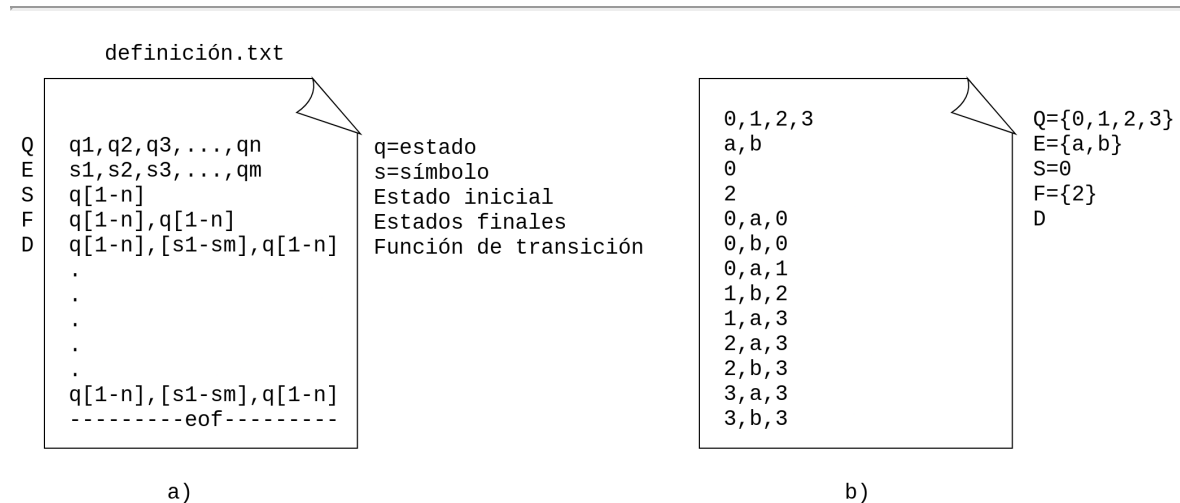 definición.txt
Q q1,q2,q3,...,qn q=estado
E s1,s2,s3,...,qm s=símbolo
S q[1-n] Estado inicial
F q[1-n],q[1-n] Estados finales
D q[1-n],[s1-sm],q[1-n] Función de transición
.
.
.
.
.
q[1-n],[s1-sm],q[1-n]
---------eof---------
a)
0,1,2,3 Q={0,1,2,3}
a,b E={a,b}
0 S=0
2 F={2}
0,a,0 D
0,b,0
0,a,1
1,b,2
1,a,3
2,a,3
2,b,3
3,a,3
3,b,3
b)